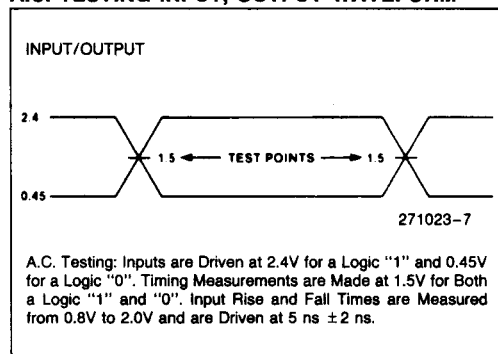 A.C. TESTING INPUT, OUTPUT WAVEFORM
INPUT/OUTPUT
2.4
1.5 TEST POINTS 1.5
0.45
271023-7
A.C. Testing: Inputs are Driven at 2.4V for a Logic "1" and 0.45V
for a Logic "0". Timing Measurements are Made at 1.5V for Both
a Logic "1" and "0". Input Rise and Fall Times are Measured
from 0.8V to 2.0V and are Driven at 5 ns ±2 ns.